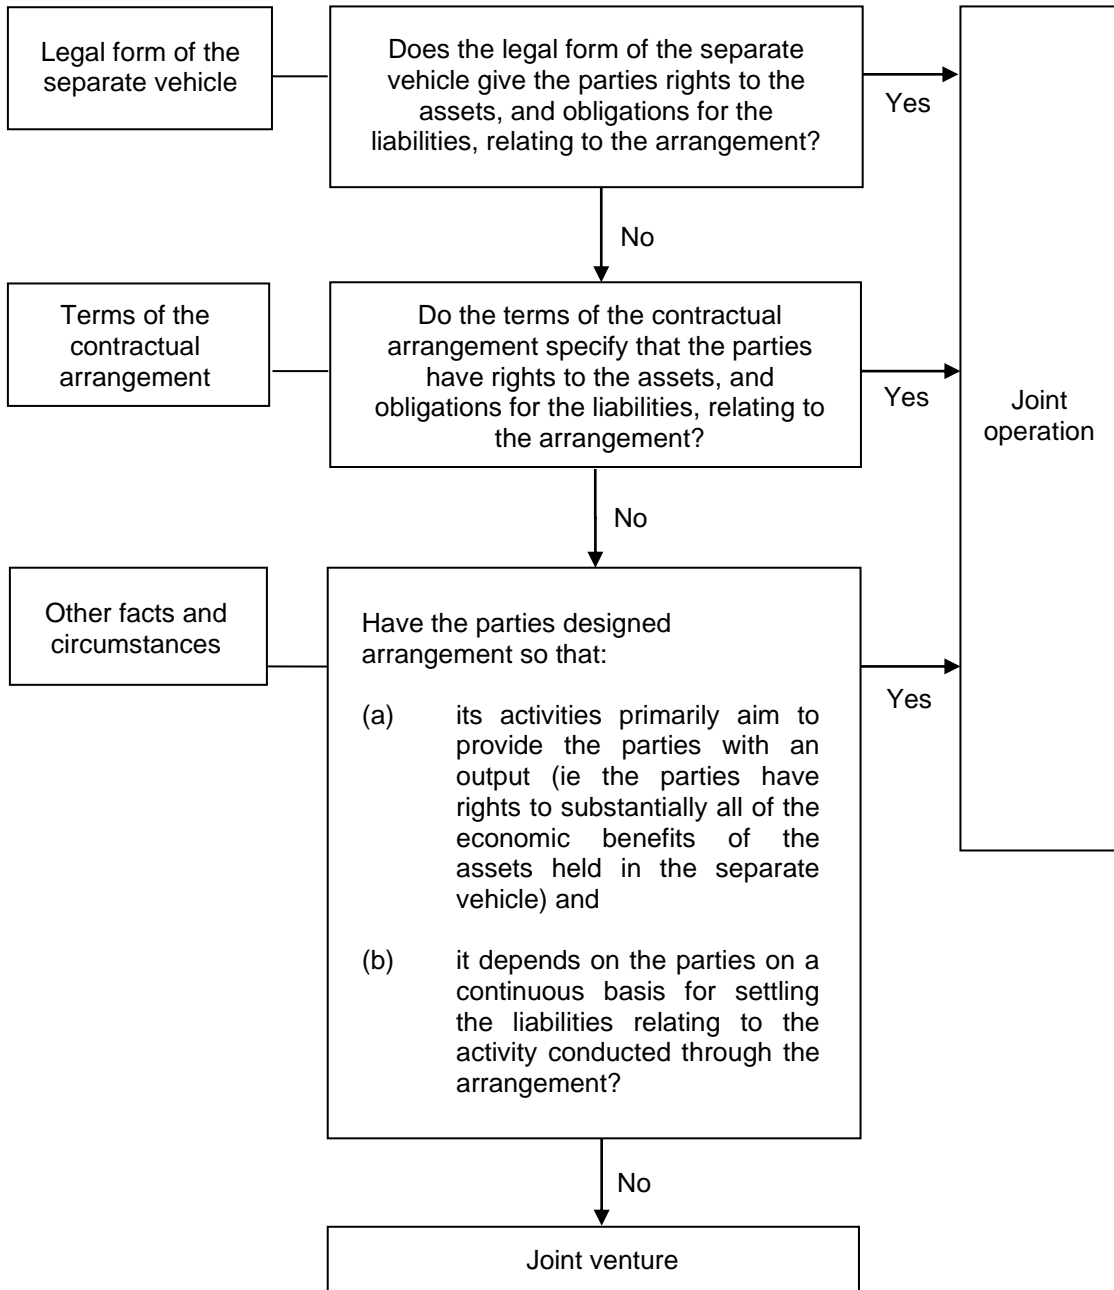 Legal form of the
separate vehicle
Does the legal form of the separate
vehicle give the parties rights to the
assets, and obligations for the
liabilities, relating to the arrangement?
Yes
No
Terms of the
contractual
arrangement
Do the terms of the contractual
arrangement specify that the parties
have rights to the assets, and
obligations for the liabilities, relating to
the arrangement?
Yes
Joint
operation
No
Other facts and
circumstances
Have the parties designed
arrangement so that:
(a) its activities primarily aim to
provide the parties with an
output (ie the parties have
rights to substantially all of the
economic benefits of the
assets held in the separate
vehicle) and
(b) it depends on the parties on a
continuous basis for settling
the liabilities relating to the
activity conducted through the
arrangement?
Yes
No
Joint venture